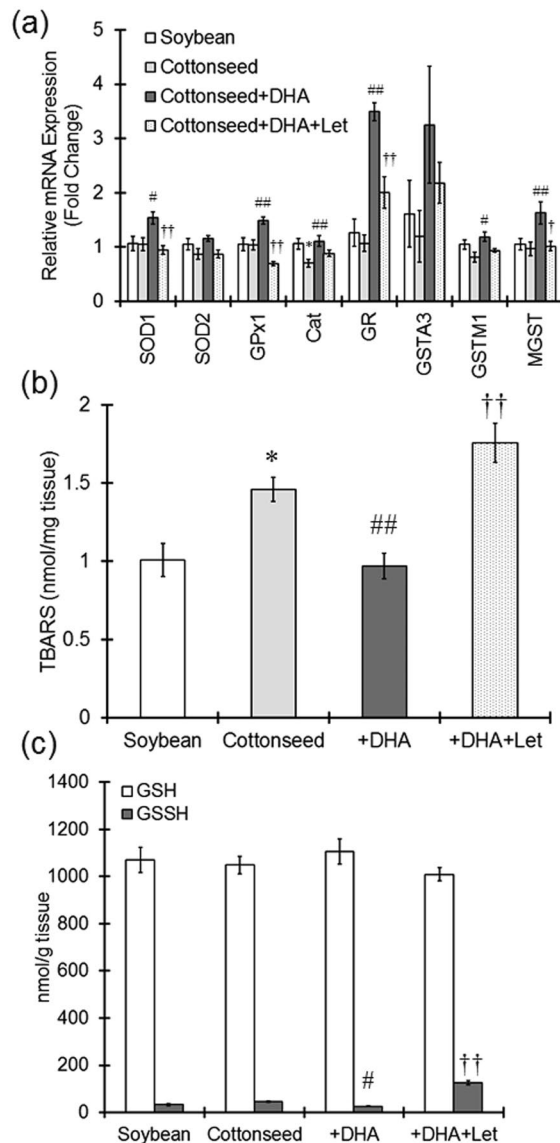 (a)
Relative mRNA Expression
(Fold Change)
5
4
3
2
1
0
Soybean
Cottonseed
Cottonseed+DHA
Cottonseed+DHA+Let
#
††
##
††
*
##
##
††
#
##
†
SOD1
SOD2
GPx1
Cat
GR
GSTA3
GSTM1
MGST
(b)
TBARS (nmol/mg tissue)
2
1.5
1
0.5
0
*
##
††
Soybean
Cottonseed
+DHA
+DHA+Let
(c)
nmol/g tissue
1400
1200
1000
800
600
400
200
0
GSH
GSSH
#
††
Soybean
Cottonseed
+DHA
+DHA+Let